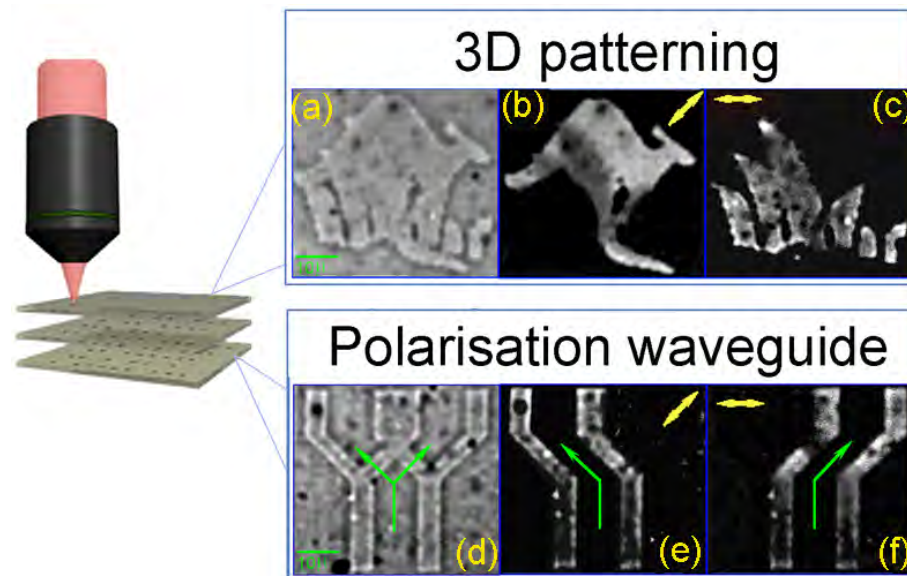 3D patterning
(a)
(b)
(c)
Polarisation waveguide
(d)
(e)
(f)